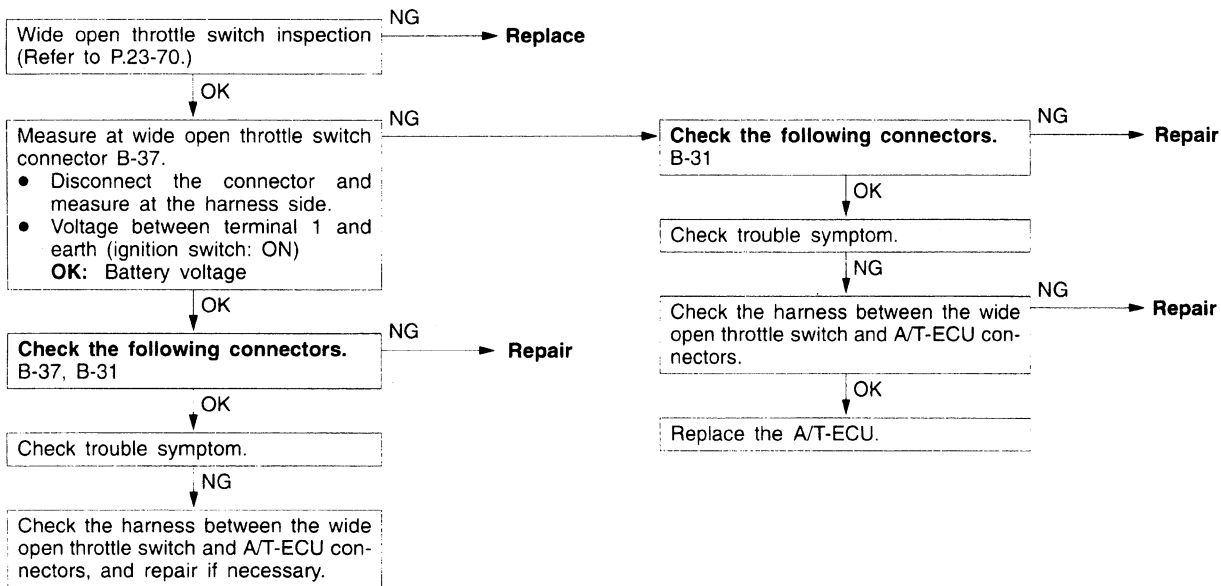 Wide open throttle switch inspection
(Refer to P.23-70.)
NG
Replace
OK
Measure at wide open throttle switch
connector B-37.
● Disconnect the connector and
measure at the harness side.
● Voltage between terminal 1 and
earth (ignition switch: ON)
OK: Battery voltage
NG
OK
Check the following connectors.
B-37, B-31
NG
Repair
OK
Check trouble symptom.
NG
Check the harness between the wide
open throttle switch and A/T-ECU con-
nectors, and repair if necessary.
Check the following connectors.
B-31
NG
Repair
OK
Check trouble symptom.
NG
Check the harness between the wide
open throttle switch and A/T-ECU con-
nectors.
NG
Repair
OK
Replace the A/T-ECU.